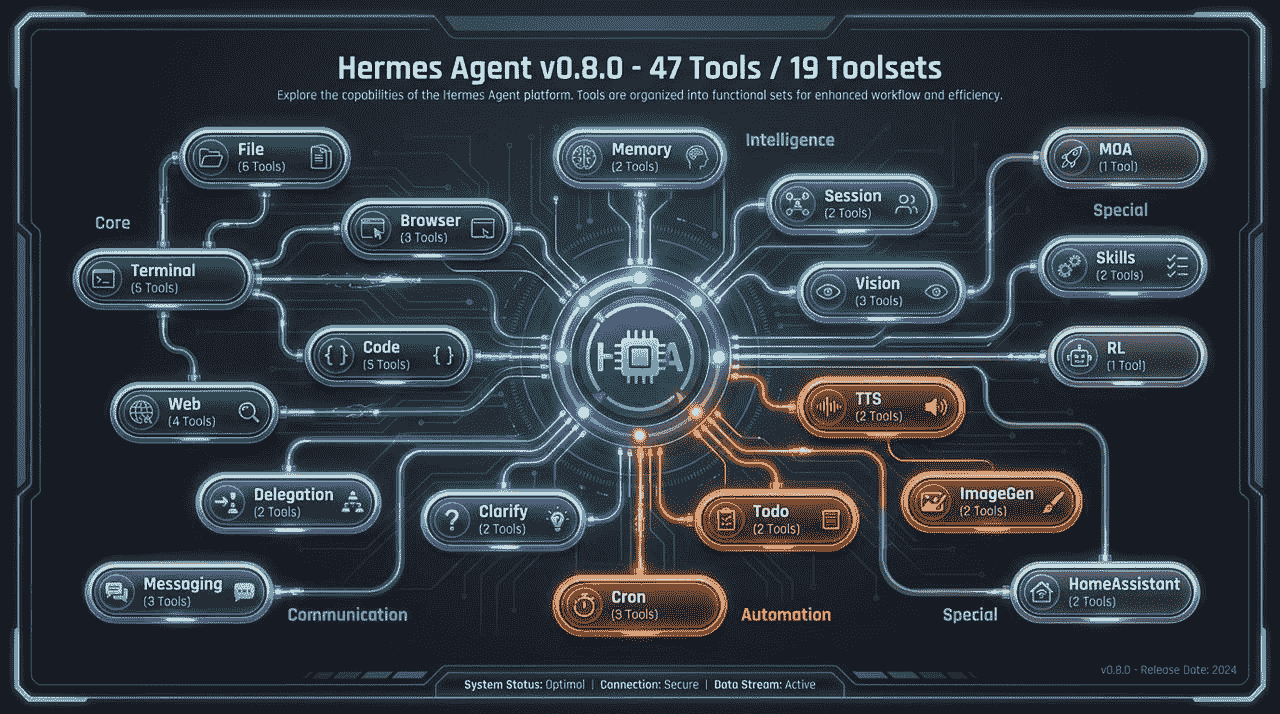 Hermes Agent v0.8.0 - 47 Tools / 19 Toolsets
Explore the capabilities of the Hermes Agent platform. Tools are organized into functional sets for enhanced workflow and efficiency.
File
(5 Tools)
Memory
(2 Tools)
Intelligence
MOA
(1 Tool)
Session
(2 Tools)
Special
Core
Browser
(3 Tools)
Skills
(2 Tools)
Terminal
(5 Tools)
Vision
(3 Tools)
Code
(5 Tools)
H A
RL
(1 Tool)
Web
(4 Tools)
TTS
(2 Tools)
Delegation
(2 Tools)
Clarify
(2 Tools)
Todo
(2 Tools)
ImageGen
(2 Tools)
Messaging
(3 Tools)
Communication
Cron
(3 Tools)
Automation
Special
HomeAssistant
(2 Tools)
v0.8.0 - Release Date: 2024
System Status: Optimal | Connection: Secure | Data Stream: Active